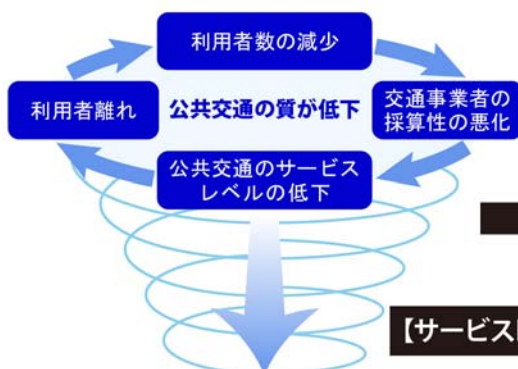 利用者数の減少
利用者離れ
公共交通の質が低下
交通事業者の
採算性の悪化
公共交通のサービス
レベルの低下
【サービス